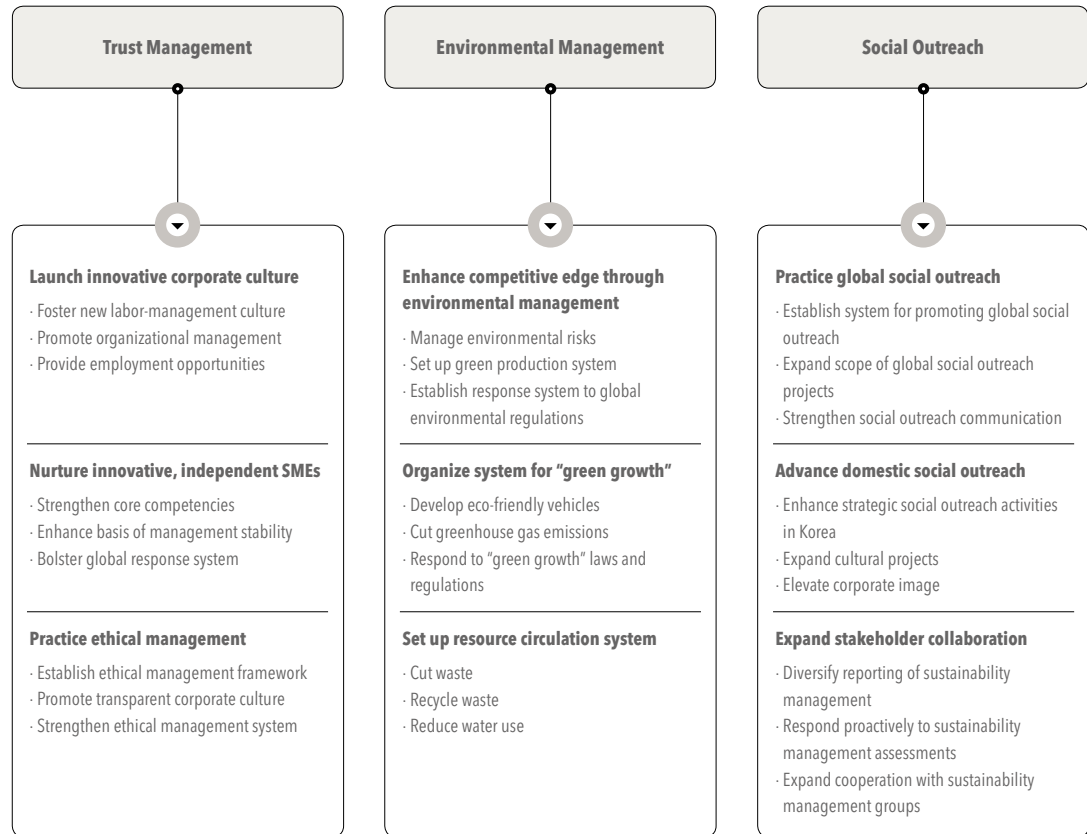 Trust Management
Launch innovative corporate culture
· Foster new labor-management culture
· Promote organizational management
· Provide employment opportunities
Nurture innovative, independent SMEs
· Strengthen core competencies
· Enhance basis of management stability
· Bolster global response system
Practice ethical management
· Establish ethical management framework
· Promote transparent corporate culture
· Strengthen ethical management system
Environmental Management
Enhance competitive edge through
environmental management
· Manage environmental risks
· Set up green production system
· Establish response system to global
environmental regulations
Organize system for “green growth”
· Develop eco-friendly vehicles
· Cut greenhouse gas emissions
· Respond to “green growth” laws and
regulations
Set up resource circulation system
· Cut waste
· Recycle waste
· Reduce water use
Social Outreach
Practice global social outreach
· Establish system for promoting global social
outreach
· Expand scope of global social outreach
projects
· Strengthen social outreach communication
Advance domestic social outreach
· Enhance strategic social outreach activities
in Korea
· Expand cultural projects
· Elevate corporate image
Expand stakeholder collaboration
· Diversify reporting of sustainability
management
· Respond proactively to sustainability
management assessments
· Expand cooperation with sustainability
management groups